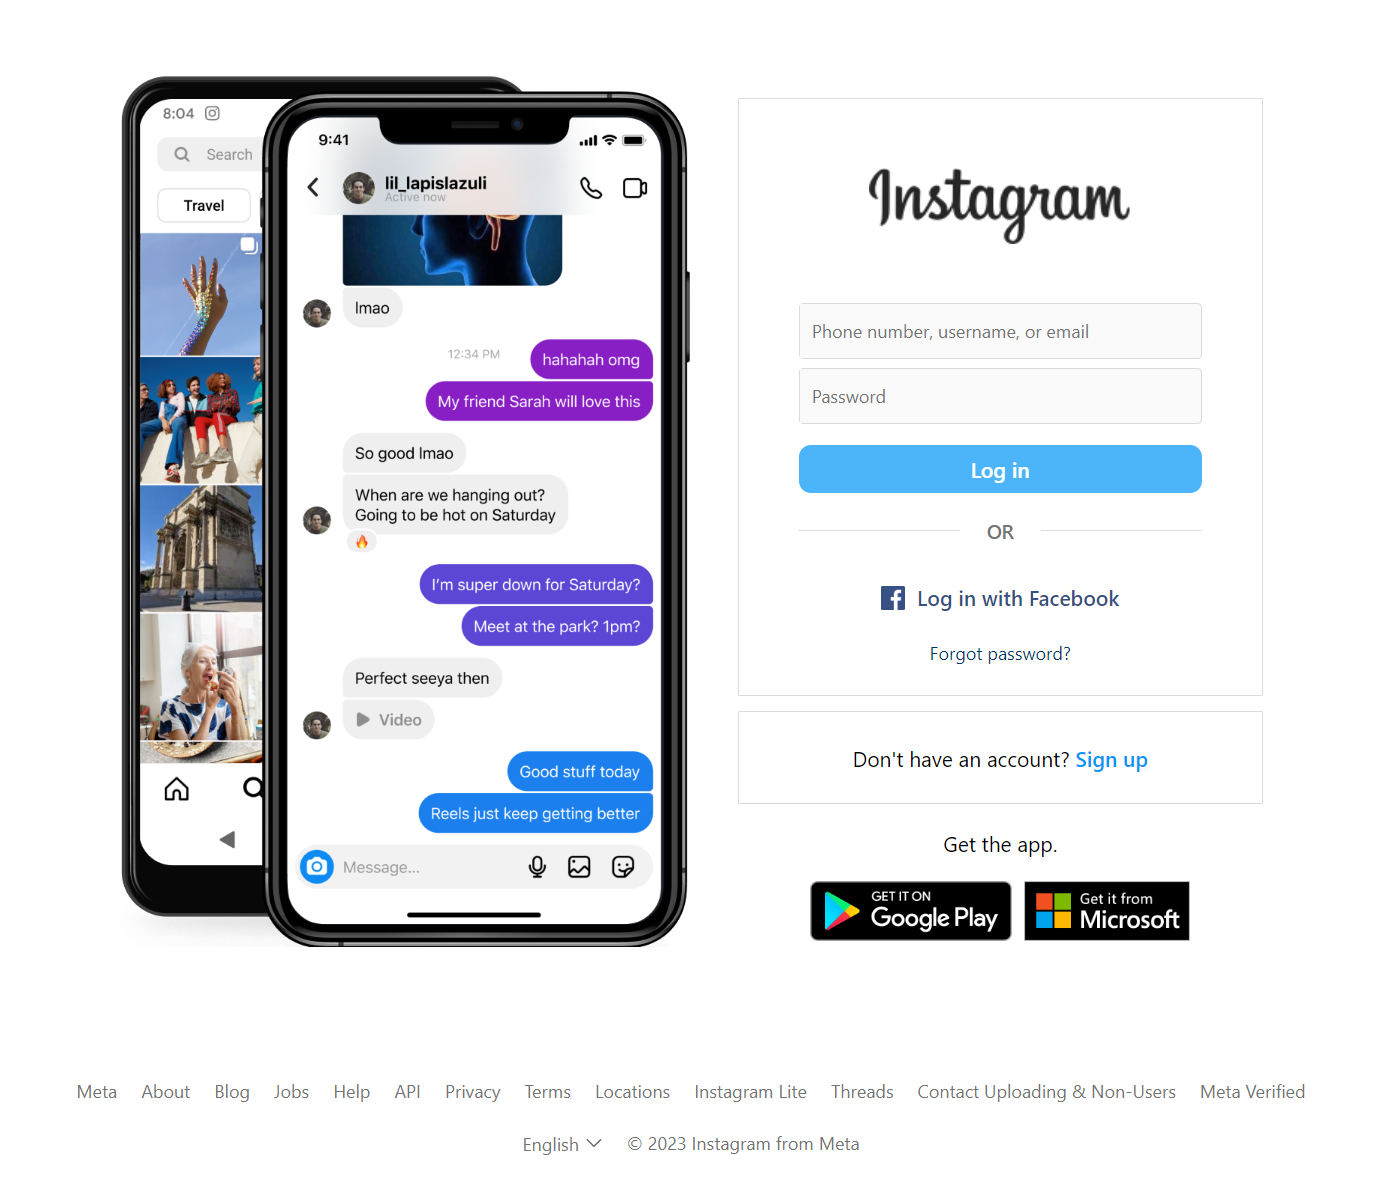 8:04
Search
Travel
9:41
lil_lapislazuli
Active now
lmao
12:34 PM
hahahah omg
My friend Sarah will love this
So good lmao
When are we hanging out?
Going to be hot on Saturday
I'm super down for Saturday?
Meet at the park? 1pm?
Perfect seeya then
Video
Good stuff today
Reels just keep getting better
Message...
Instagram
Phone number, username, or email
Password
Log in
OR
Log in with Facebook
Forgot password?
Don't have an account? Sign up
Get the app.
GET IT ON
Google Play
Get it from
Microsoft
Meta About Blog Jobs Help API Privacy Terms Locations Instagram Lite Threads Contact Uploading & Non-Users Meta Verified
English © 2023 Instagram from Meta